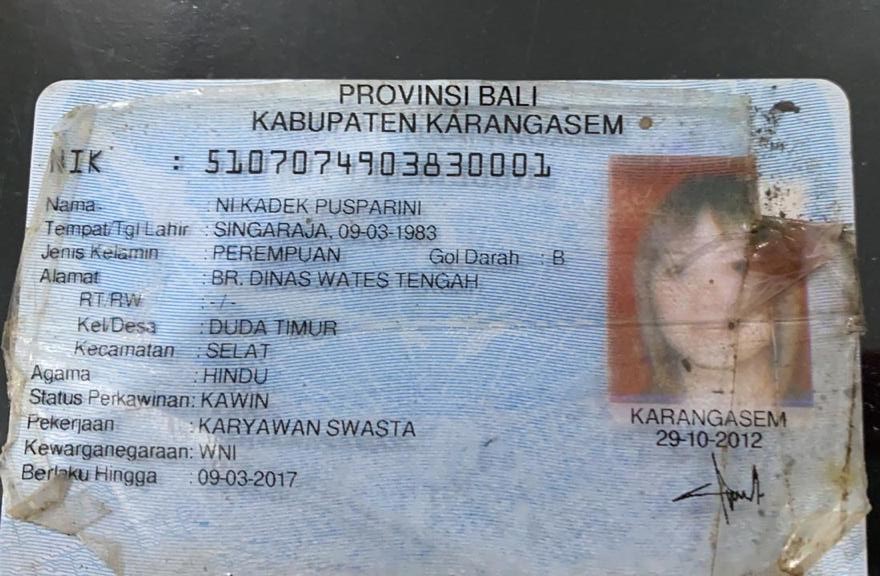 PROVINSI BALI
KABUPATEN KARANGASEM
NIK : 5107074903830001
Nama : NI KADEK PUSPARINI
Tempat/Tgl Lahir : SINGARAJA, 09-03-1983
Jenis Kelamin : PEREMPUAN Gol Darah : B
Alamat : BR. DINAS WATES TENGAH
RT/RW : - / -
Kel/Desa : DUDA TIMUR
Kecamatan : SELAT
Agama : HINDU
Status Perkawinan: KAWIN
Pekerjaan : KARYAWAN SWASTA
Kewarganegaraan: WNI
Berlaku Hingga : 09-03-2017
KARANGASEM
29-10-2012